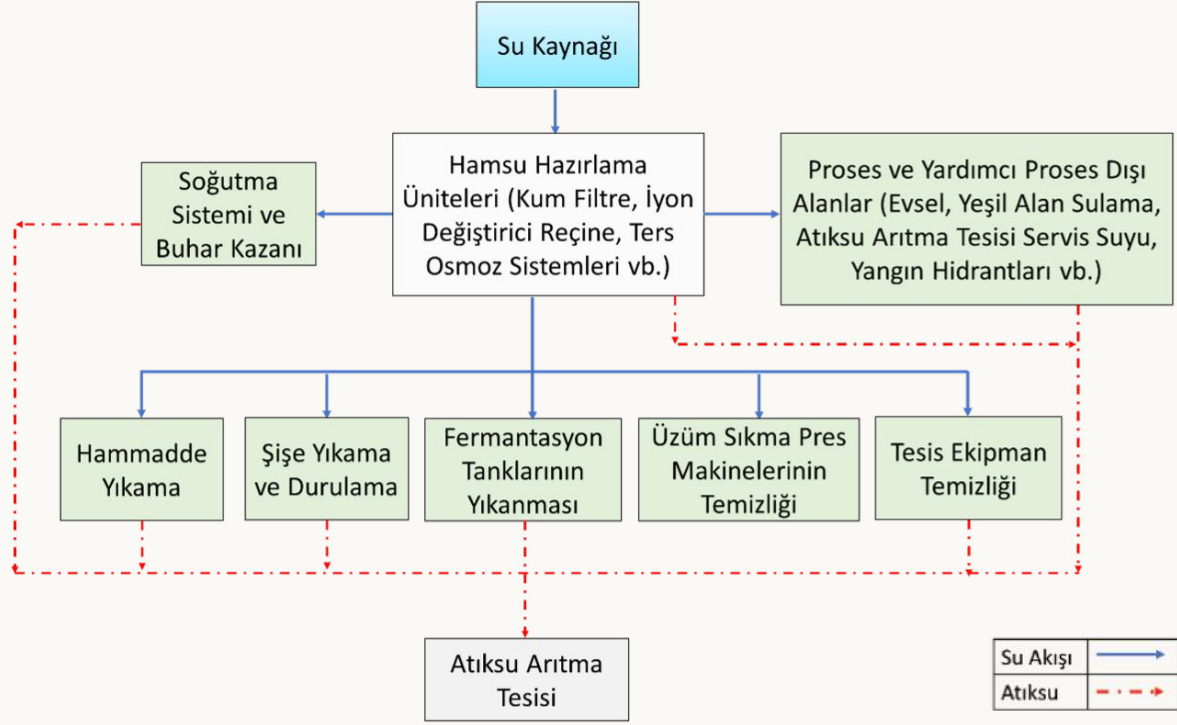 Su Kaynağı
Hamsu Hazırlama
Üniteleri (Kum Filtre, İyon
Değiştirici Reçine, Ters
Osmoz Sistemleri vb.)
Soğutma
Sistemi ve
Buhar Kazanı
Proses ve Yardımcı Proses Dışı
Alanlar (Evsel, Yeşil Alan Sulama,
Atıksu Arıtma Tesisi Servis Suyu,
Yangın Hidrantları vb.)
Hammadde
Yıkama
Şişe Yıkama
ve Durulama
Fermantasyon
Tanklarının
Yıkanması
Üzüm Sıkma Pres
Makinelerinin
Temizliği
Tesis Ekipman
Temizliği
Atıksu Arıtma
Tesisi
Su Akışı
Atıksu